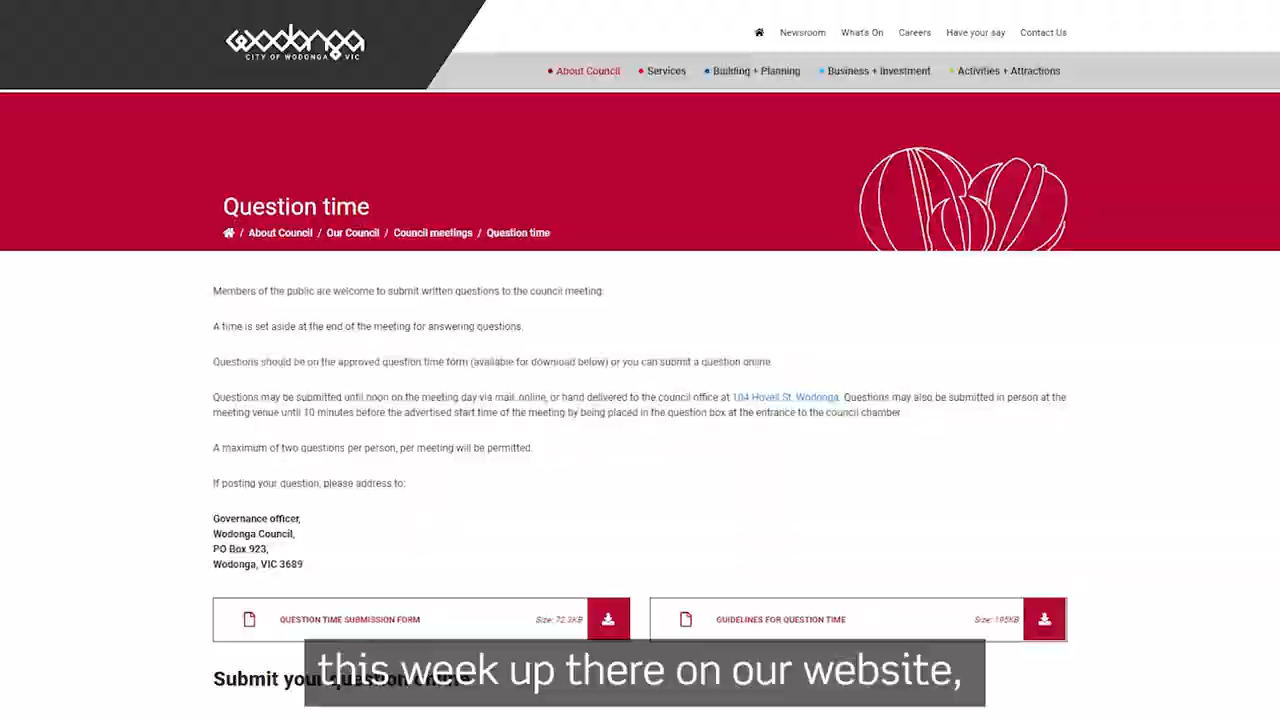 wodonga
CITY OF WODONGA VIC
Newsroom What's On Careers Have your say Contact Us
About Council Services Building + Planning Business + Investment Activities + Attractions
Question time
/ About Council / Our Council / Council meetings / Question time
Members of the public are welcome to submit written questions to the council meeting.
A time is set aside at the end of the meeting for answering questions.
Questions should be on the approved question time form (available for download below) or you can submit a question online.
Questions may be submitted until noon on the meeting day via mail, online, or hand delivered to the council office at 104 Hovell St, Wodonga. Questions may also be submitted in person at the
meeting venue until 10 minutes before the advertised start time of the meeting by being placed in the question box at the entrance to the council chamber.
A maximum of two questions per person, per meeting will be permitted.
If posting your question, please address to:
Governance officer,
Wodonga Council,
PO Box 923,
Wodonga, VIC 3689
QUESTION TIME SUBMISSION FORM Size: 72.3KB
GUIDELINES FOR QUESTION TIME Size: 195KB
Submit your question online
this week up there on our website,